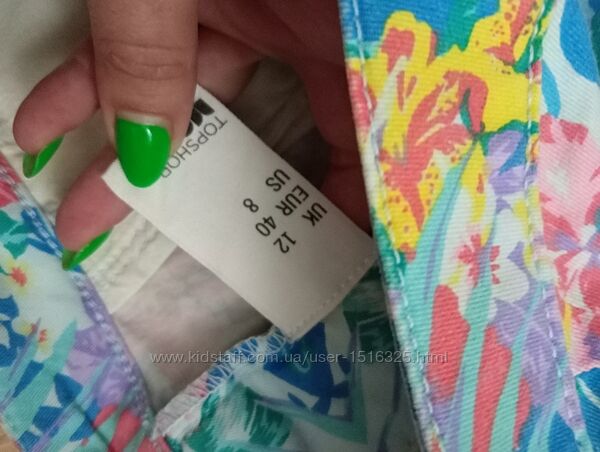 TOPSHOP
UK 12
EUR 40
US 8
www.kidstaff.com.ua/user-1516325.html